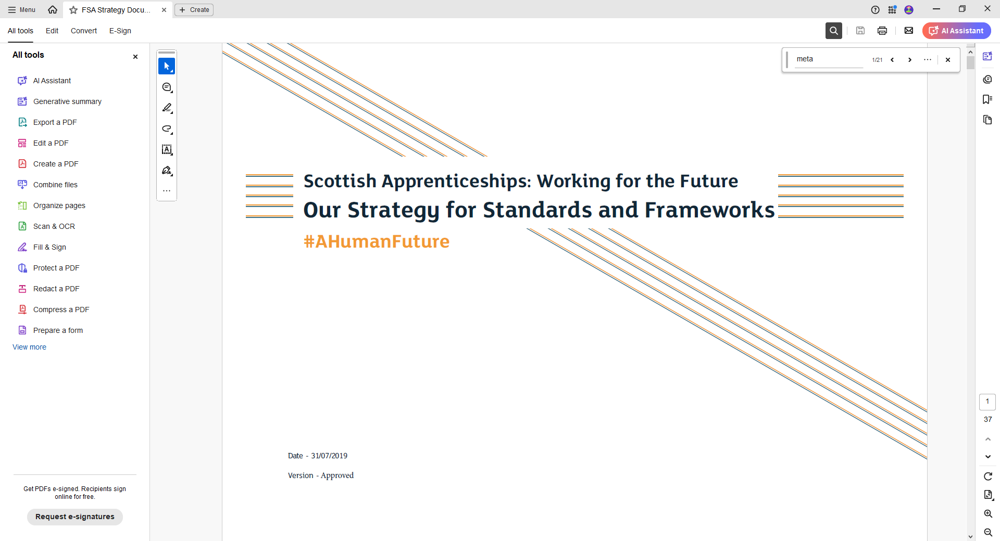 Menu
FSA Strategy Docu...
Create
All tools
Edit
Convert
E-Sign
AI Assistant
All tools
AI Assistant
Generative summary
Export a PDF
Edit a PDF
Create a PDF
Combine files
Organize pages
Scan & OCR
Fill & Sign
Protect a PDF
Redact a PDF
Compress a PDF
Prepare a form
View more
Get PDFs e-signed. Recipients sign
online for free.
Request e-signatures
meta
1/21
Scottish Apprenticeships: Working for the Future
Our Strategy for Standards and Frameworks
#AHumanFuture
Date - 31/07/2019
Version - Approved
1
37